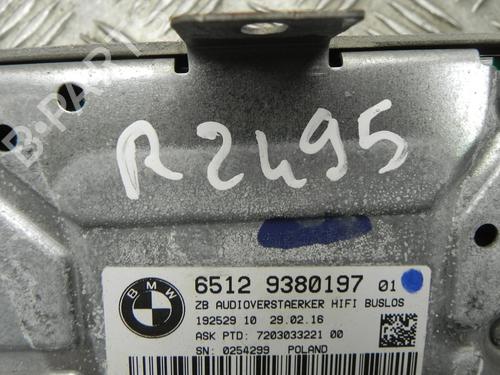 R2495
BMW
6512 9380197 01
ZB AUDIOVERSTAERKER HIFI BUSLOS
192529 10 29.02.16
ASK PTD: 7203033221 00
SN: 0254299 POLAND